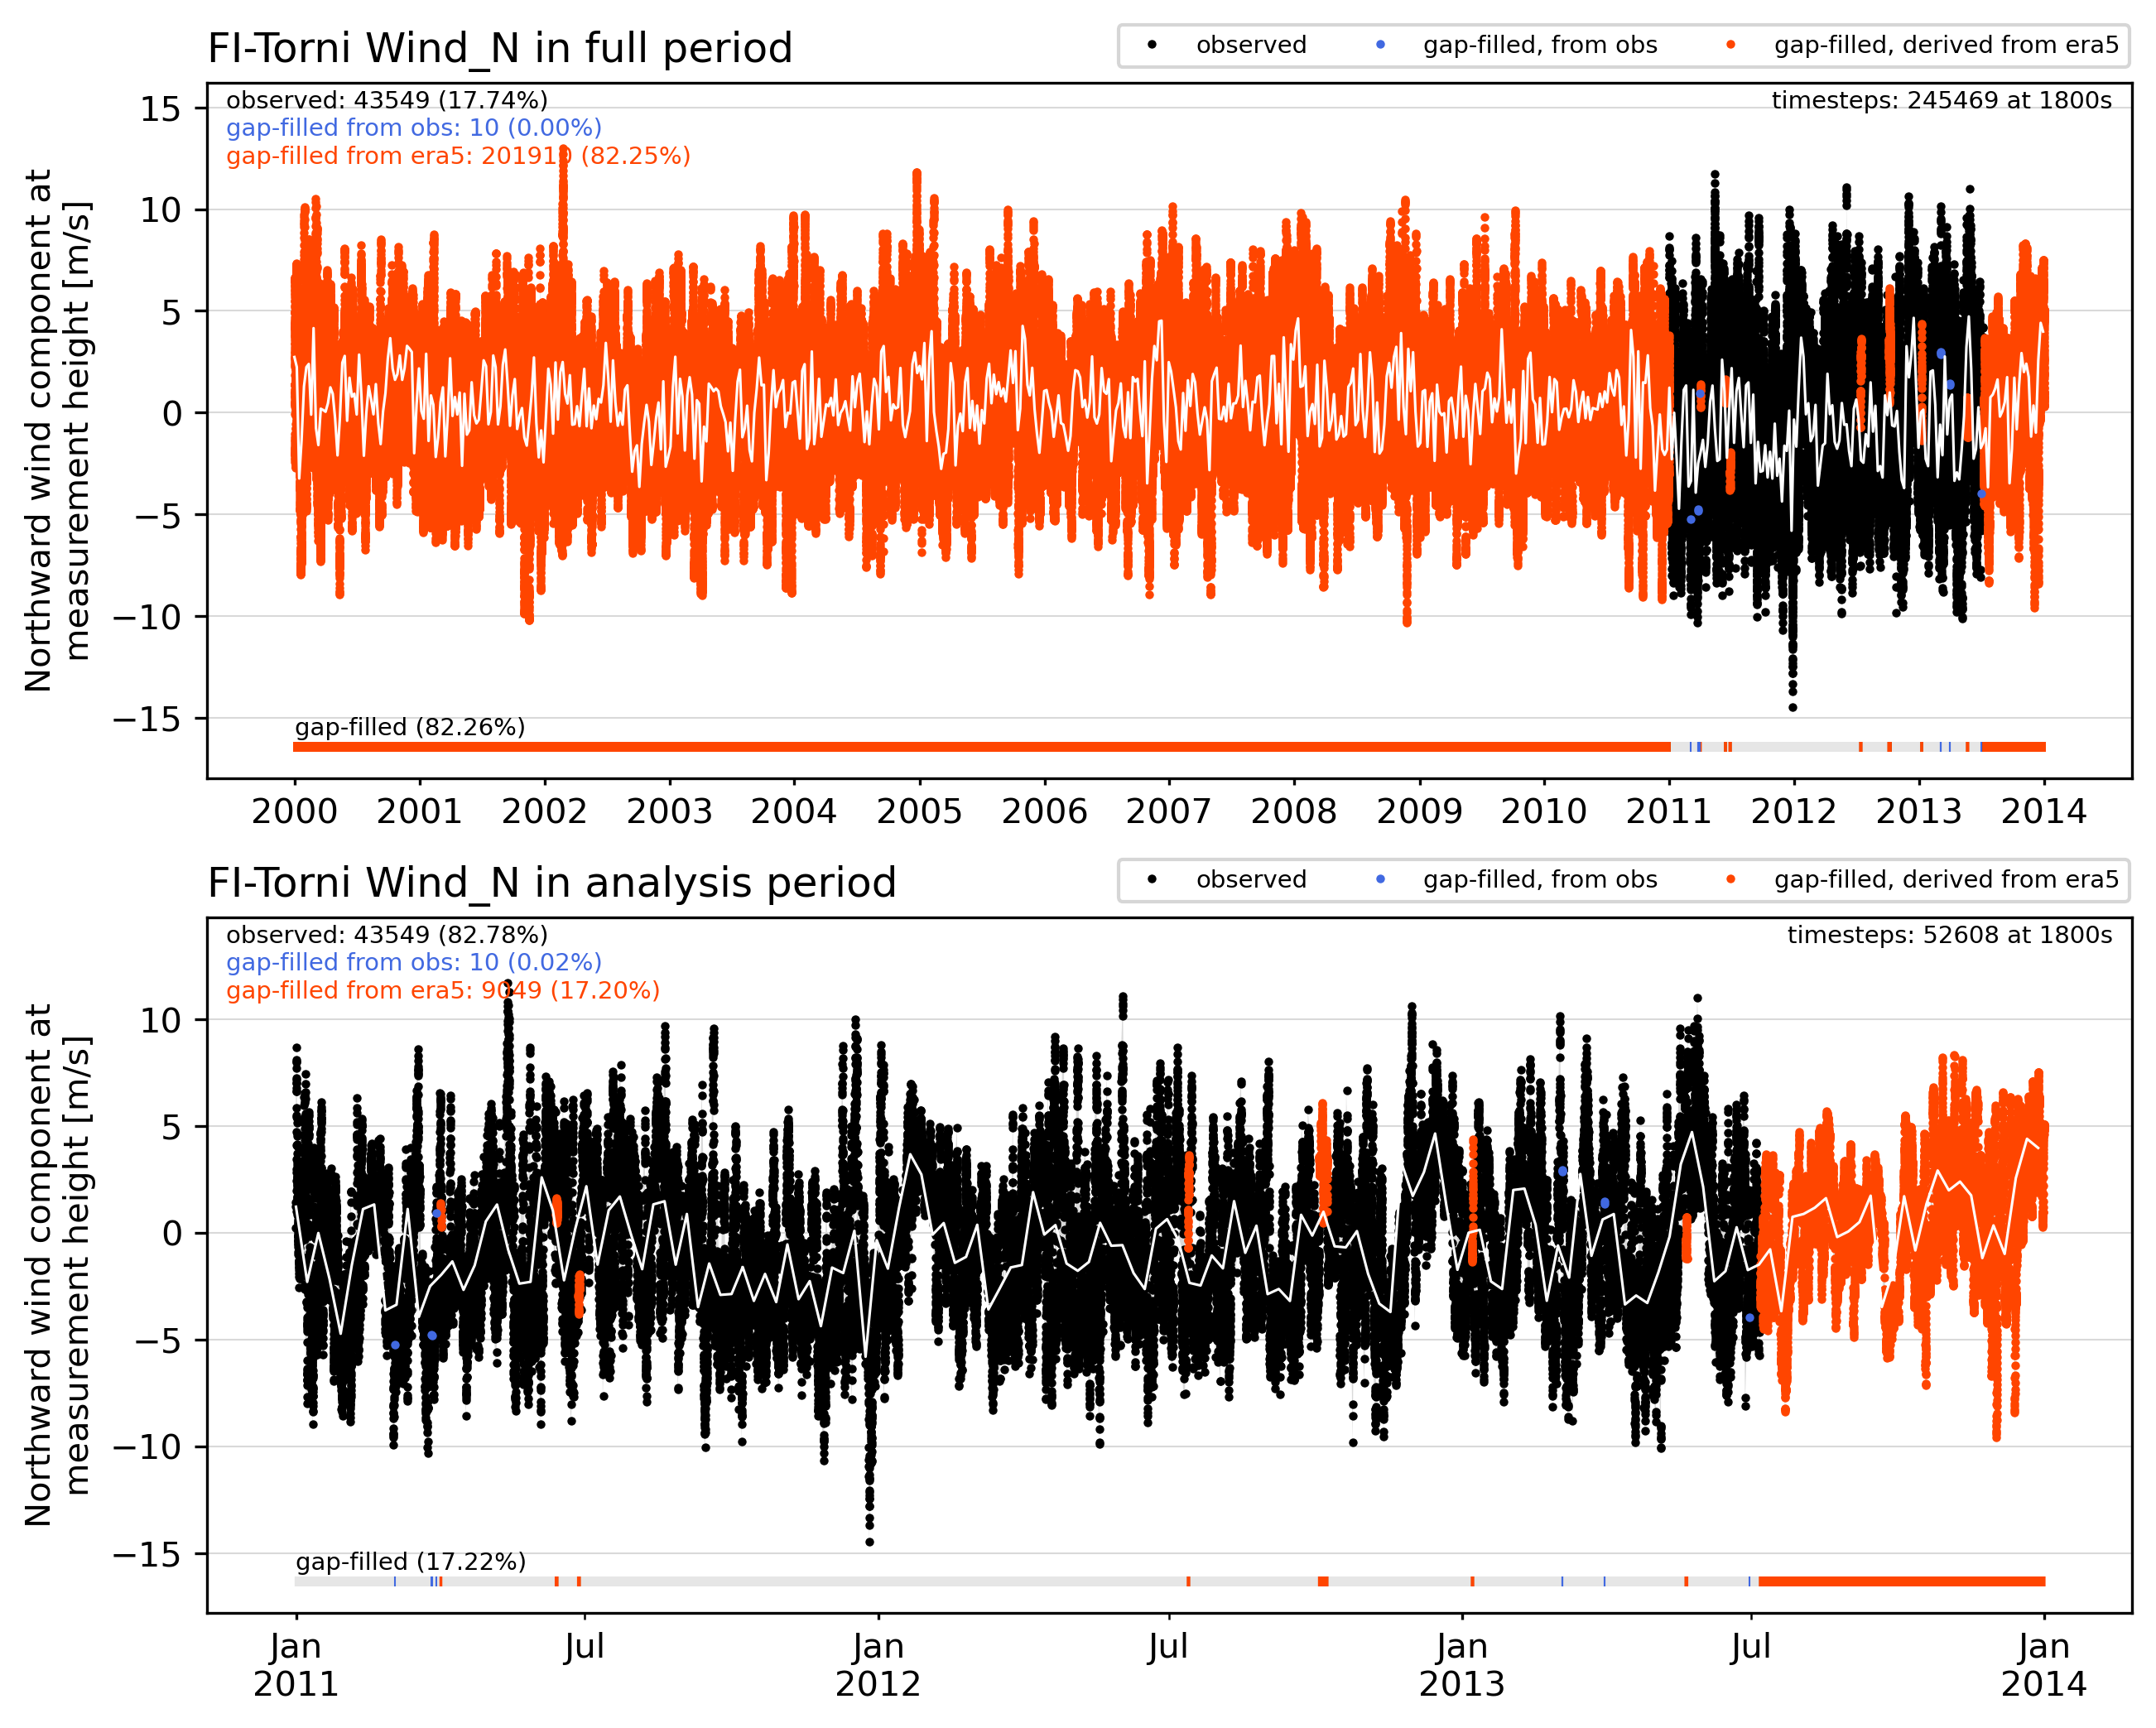 FI-Torni Wind_N in full period
observed
gap-filled, from obs
gap-filled, derived from era5
observed: 43549 (17.74%)
timesteps: 245469 at 1800s
gap-filled from obs: 10 (0.00%)
gap-filled from era5: 201910 (82.25%)
Northward wind component at
measurement height [m/s]
15
10
5
0
−5
−10
−15
gap-filled (82.26%)
2000 2001 2002 2003 2004 2005 2006 2007 2008 2009 2010 2011 2012 2013 2014
FI-Torni Wind_N in analysis period
observed
gap-filled, from obs
gap-filled, derived from era5
observed: 43549 (82.78%)
timesteps: 52608 at 1800s
gap-filled from obs: 10 (0.02%)
gap-filled from era5: 9049 (17.20%)
Northward wind component at
measurement height [m/s]
10
5
0
−5
−10
−15
gap-filled (17.22%)
Jan Jul Jan Jul Jan Jul Jan
2011 2012 2013 2014